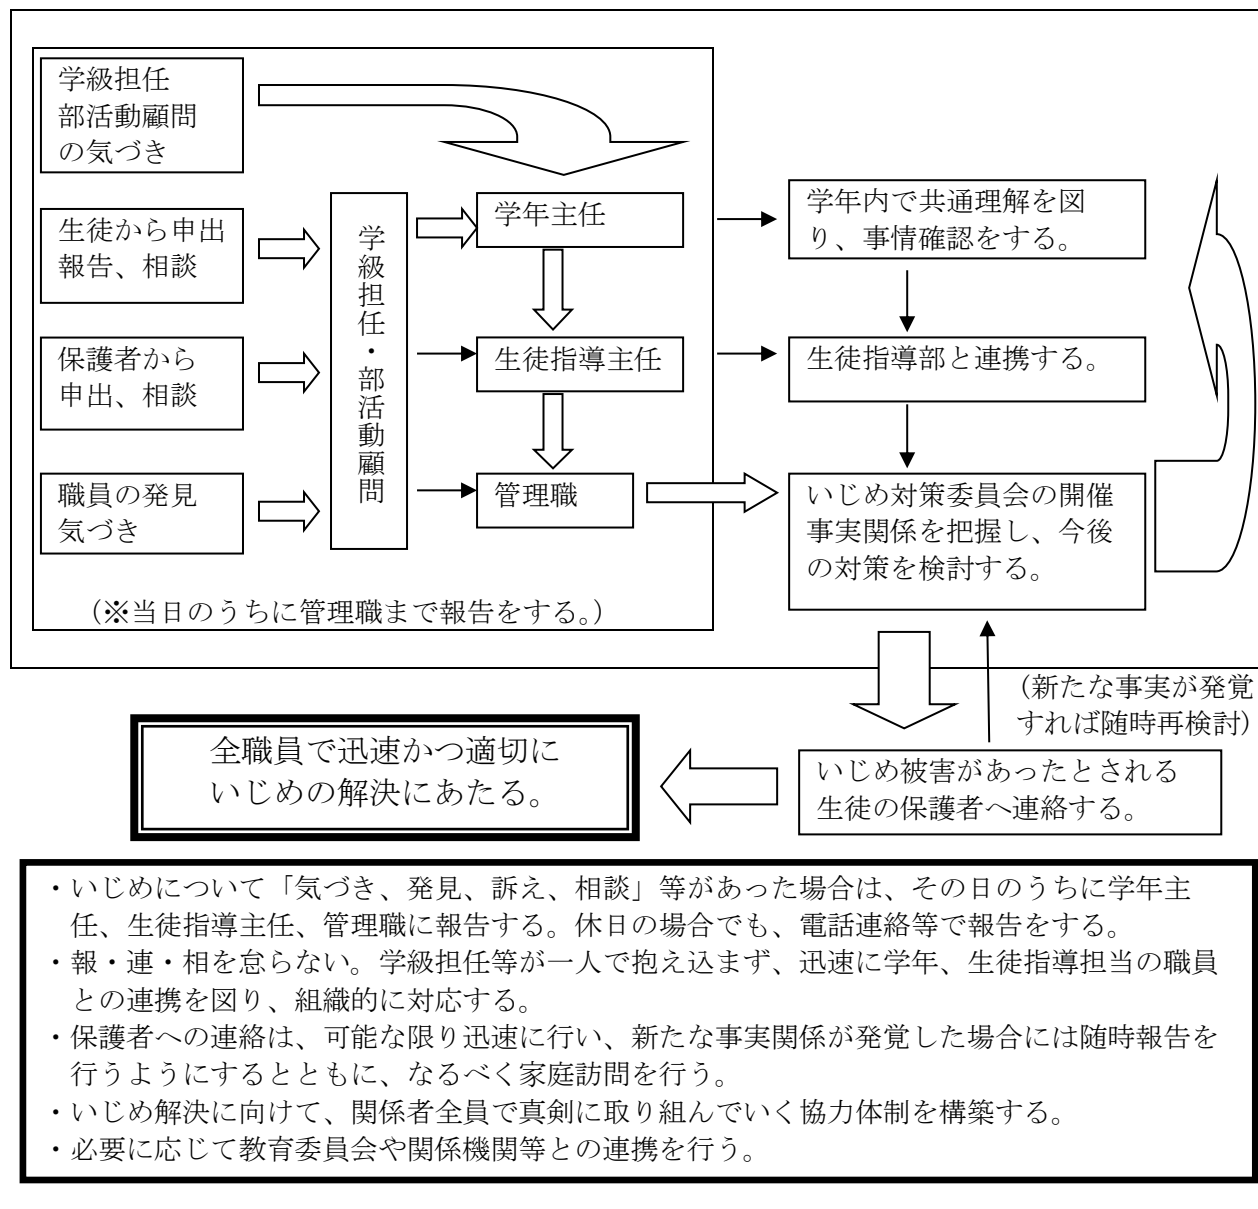 学級担任
部活動顧問
の気づき
生徒から申出
報告、相談
保護者から
申出、相談
職員の発見
気づき
学級担任・部活動顧問
学年主任
生徒指導主任
管理職
(※当日のうちに管理職まで報告をする。)
学年内で共通理解を図
り、事情確認をする。
生徒指導部と連携する。
いじめ対策委員会の開催
事実関係を把握し、今後
の対策を検討する。
(新たな事実が発覚
すれば随時再検討)
いじめ被害があったとされる
生徒の保護者へ連絡する。
全職員で迅速かつ適切に
いじめの解決にあたる。
・いじめについて「気づき、発見、訴え、相談」等があった場合は、その日のうちに学年主
任、生徒指導主任、管理職に報告する。休日の場合でも、電話連絡等で報告をする。
・報・連・相を怠らない。学級担任等が一人で抱え込まず、迅速に学年、生徒指導担当の職員
との連携を図り、組織的に対応する。
・保護者への連絡は、可能な限り迅速に行い、新たな事実関係が発覚した場合には随時報告を
行うようにするとともに、なるべく家庭訪問を行う。
・いじめ解決に向けて、関係者全員で真剣に取り組んでいく協力体制を構築する。
・必要に応じて教育委員会や関係機関等との連携を行う。